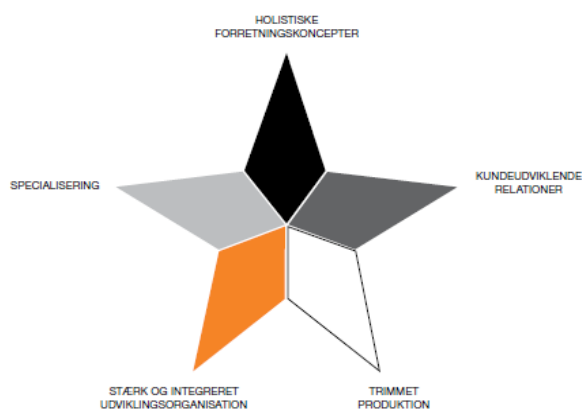 HOLISTISKE
FORRETNINGSKONCEPTER
SPECIALISERING
KUNDEUDVIKLENDE
RELATIONER
STÆRK OG INTEGRERET
UDVIKLINGSORGANISATION
TRIMMET
PRODUKTION